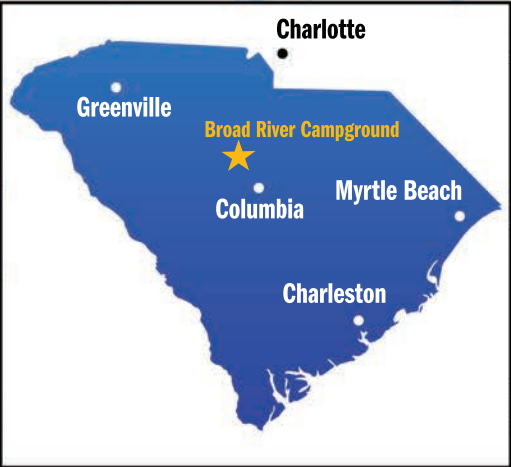 Charlotte
Greenville
Broad River Campground
Columbia
Myrtle Beach
Charleston